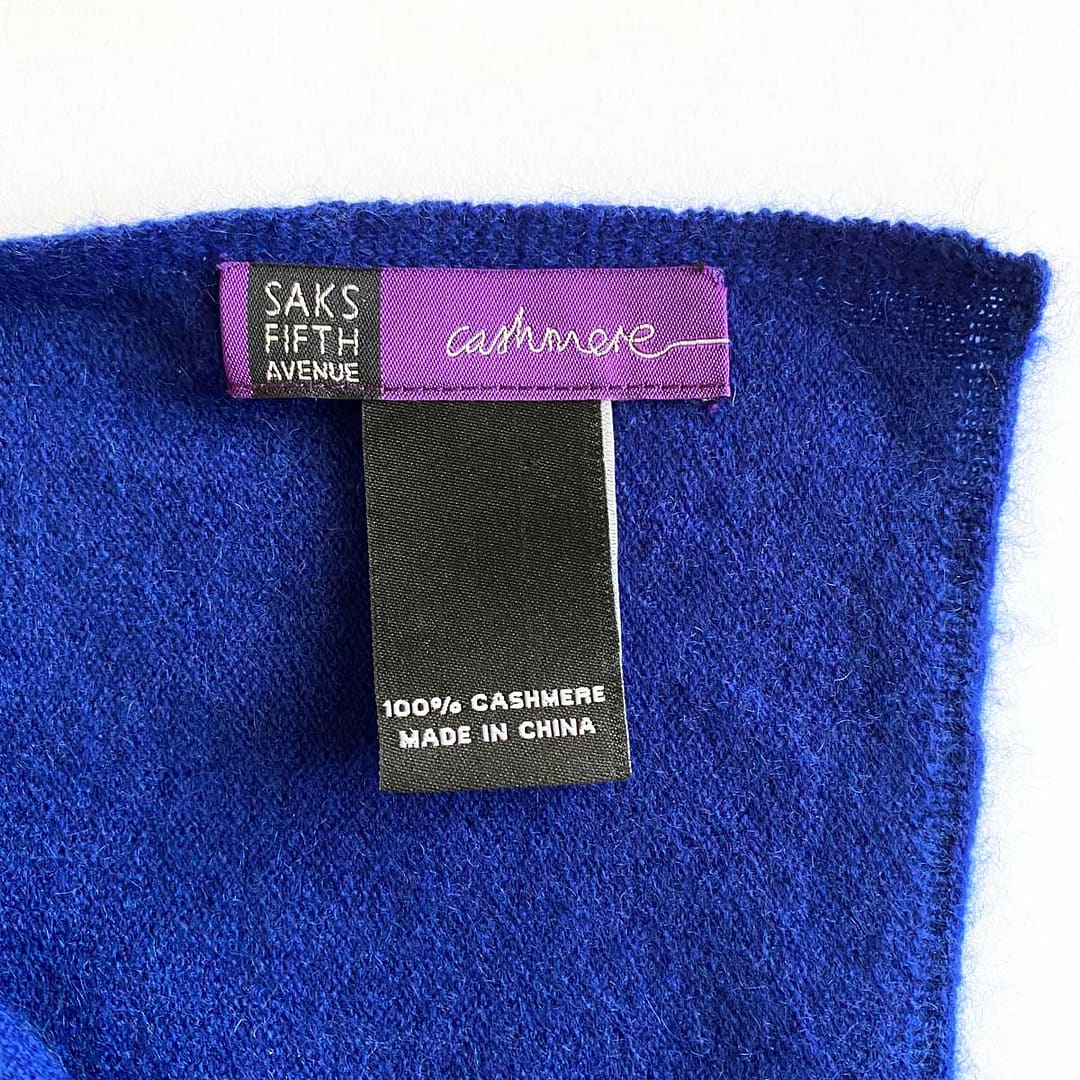 SAKS
FIFTH
AVENUE
cashmere
100% CASHMERE
MADE IN CHINA